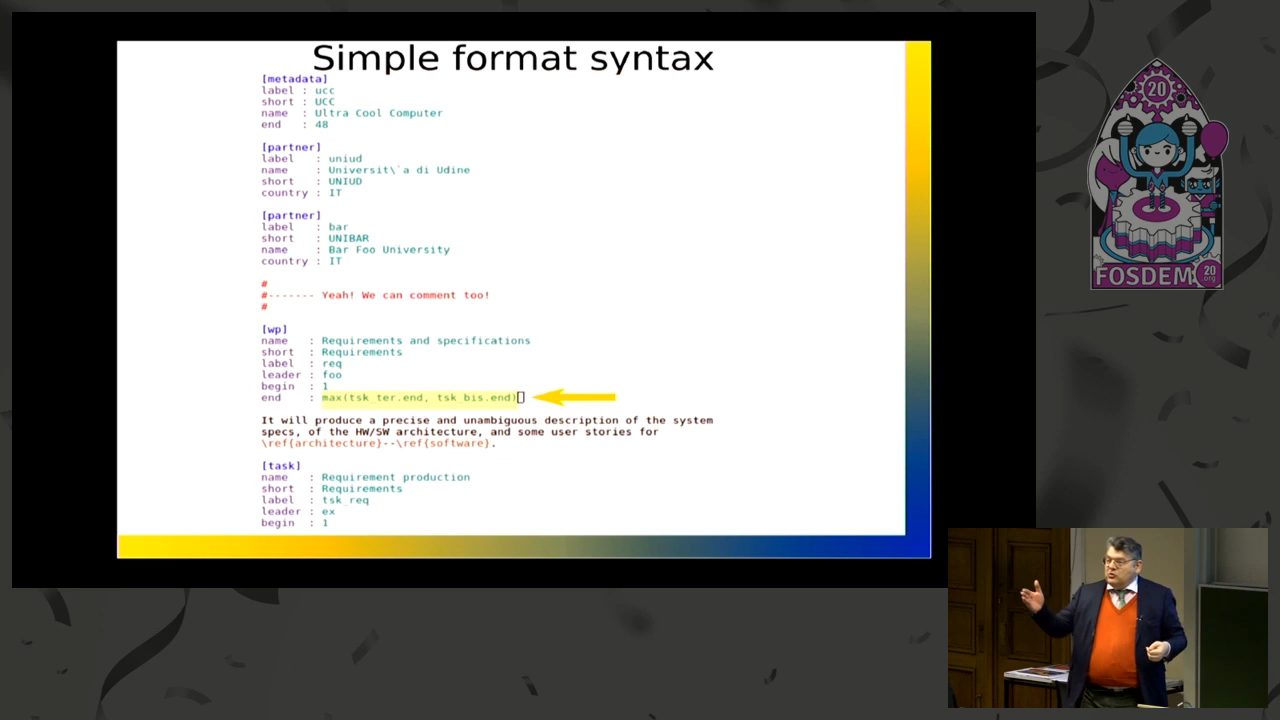 Simple format syntax
[metadata]
label : ucc
short : UCC
name  : Ultra Cool Computer
end   : 48
[partner]
label   : uniud
name    : Universit\`a di Udine
short   : UNIUD
country : IT
[partner]
label   : bar
short   : UNIBAR
name    : Bar Foo University
country : IT
#
#------- Yeah! We can comment too!
#
[wp]
name   : Requirements and specifications
short  : Requirements
label  : req
leader : foo
begin  : 1
end    : max(tsk_ter.end, tsk_bis.end)
It will produce a precise and unambiguous description of the system
specs, of the HW/SW architecture, and some user stories for
\ref{architecture}--\ref{software}.
[task]
name   : Requirement production
short  : Requirements
label  : tsk_req
leader : ex
begin  : 1
20
FOSDEM 20
.org